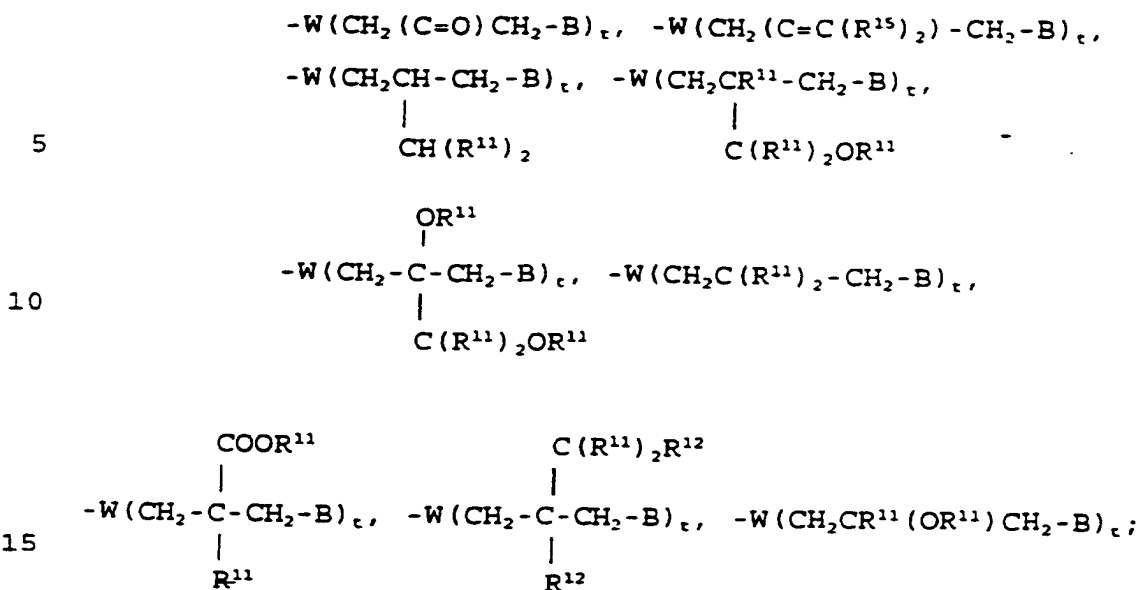 -W(CH₂(C=O)CH₂-B)ₜ, -W(CH₂(C=C(R¹⁵)₂)-CH₂-B)ₜ,
-W(CH₂CH-CH₂-B)ₜ, -W(CH₂CR¹¹-CH₂-B)ₜ,
| |
5 CH(R¹¹)₂ C(R¹¹)₂OR¹¹
OR¹¹
|
-W(CH₂-C-CH₂-B)ₜ, -W(CH₂C(R¹¹)₂-CH₂-B)ₜ,
10 |
C(R¹¹)₂OR¹¹
COOR¹¹ C(R¹¹)₂R¹²
| |
-W(CH₂-C-CH₂-B)ₜ, -W(CH₂-C-CH₂-B)ₜ, -W(CH₂CR¹¹(OR¹¹)CH₂-B)ₜ;
15 | |
R¹¹ R¹²